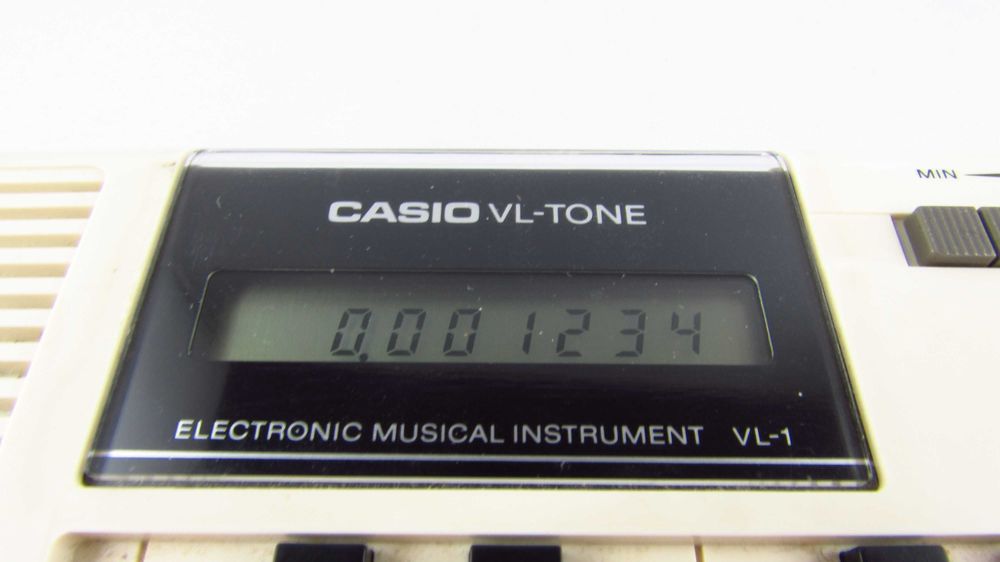 MIN
CASIO VL-TONE
0.001234
ELECTRONIC MUSICAL INSTRUMENT VL-1